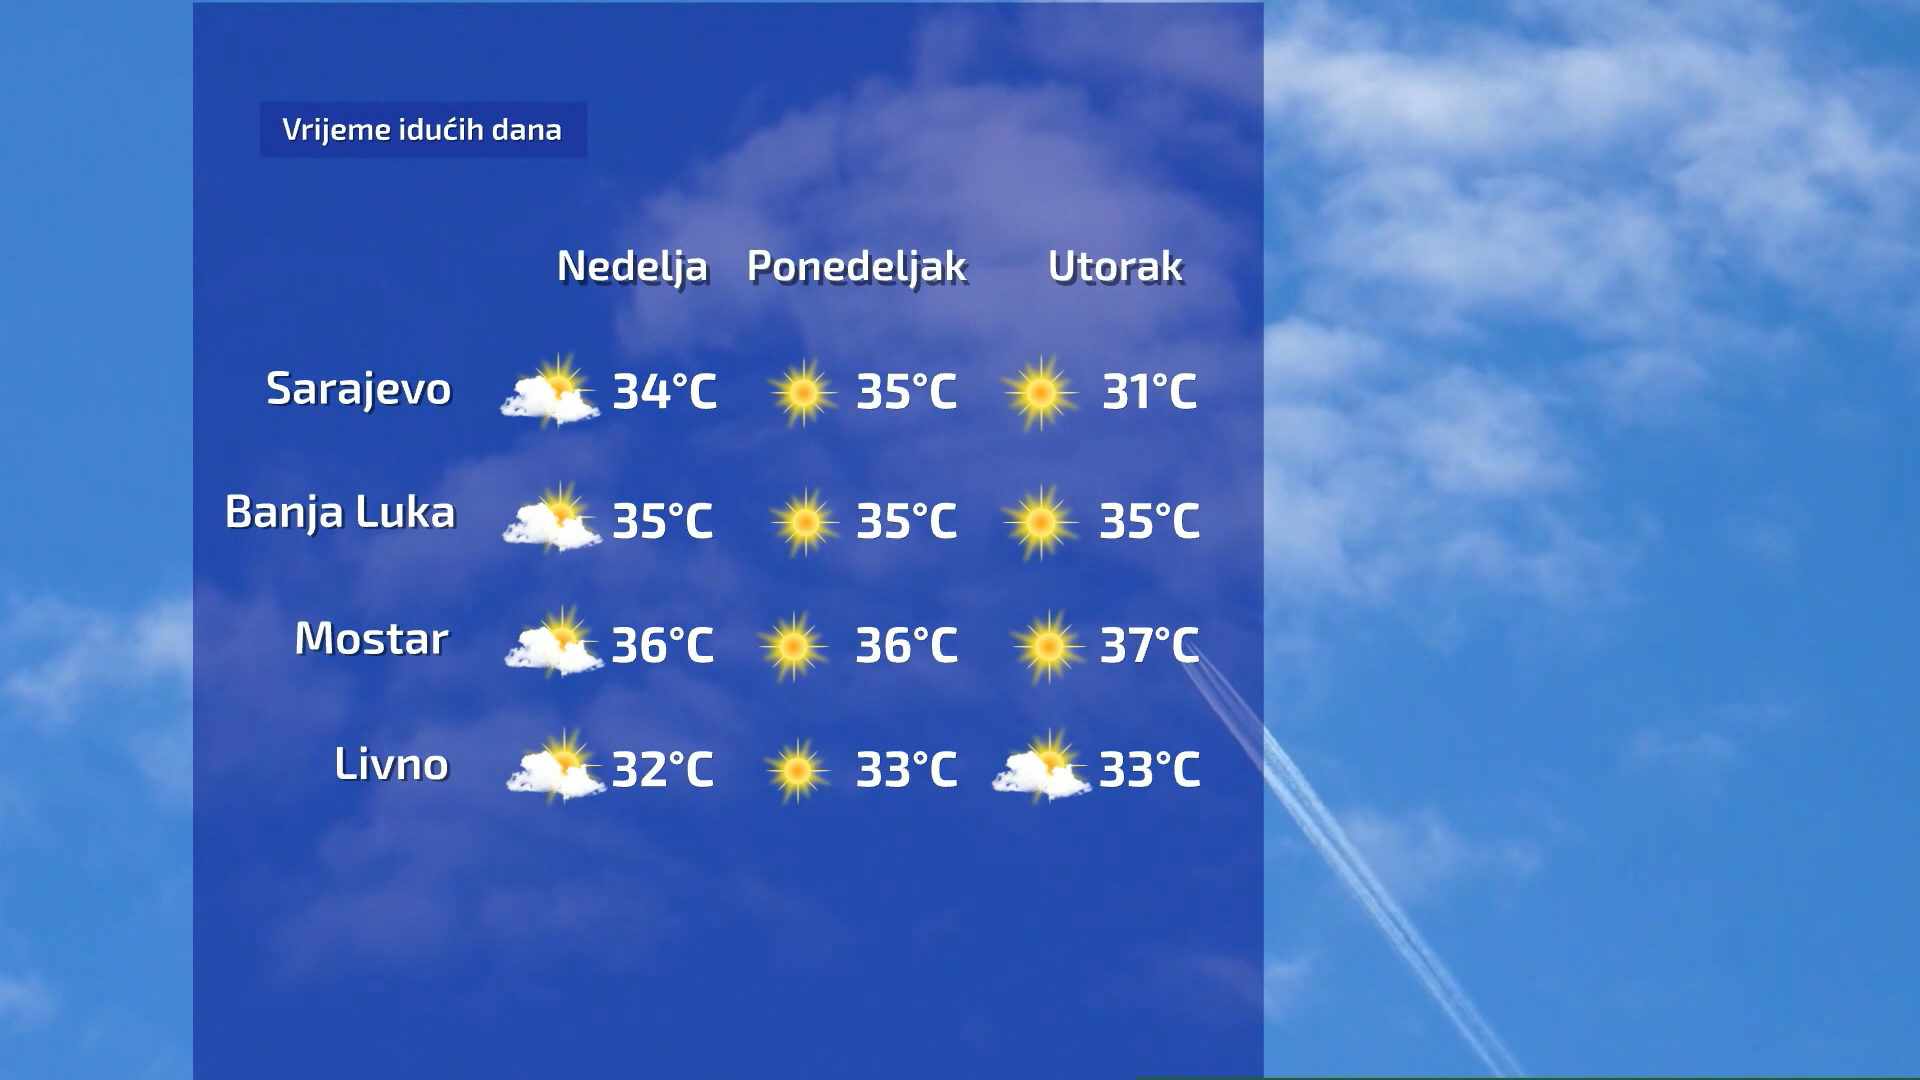 Vrijeme idućih dana
Nedelja Ponedeljak Utorak
Sarajevo 34°C 35°C 31°C
Banja Luka 35°C 35°C 35°C
Mostar 36°C 36°C 37°C
Livno 32°C 33°C 33°C